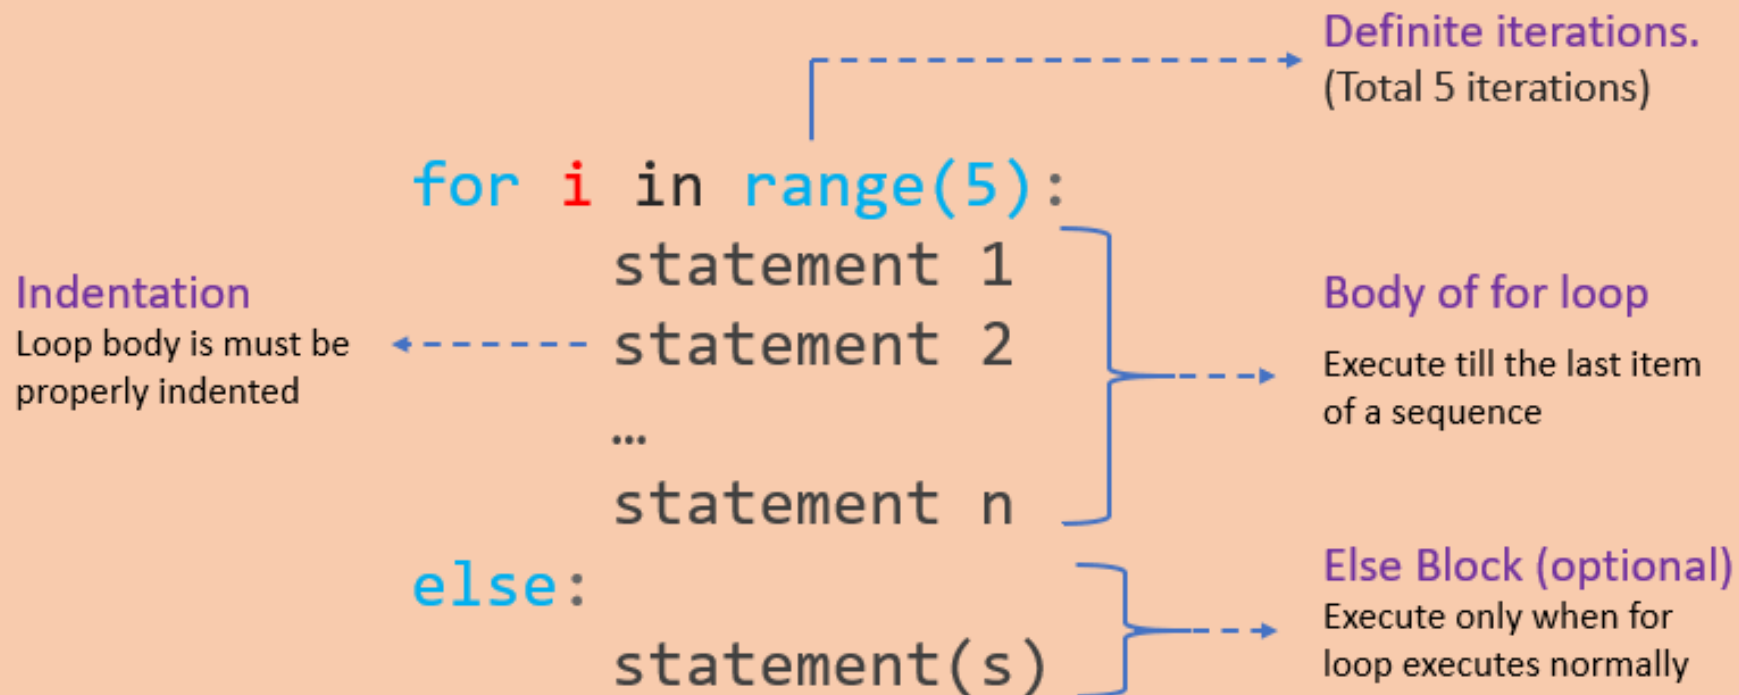 Definite iterations.
(Total 5 iterations)
for i in range(5):
statement 1
Indentation
Loop body is must be
properly indented
statement 2
…
statement n
Body of for loop
Execute till the last item
of a sequence
else:
statement(s)
Else Block (optional)
Execute only when for
loop executes normally